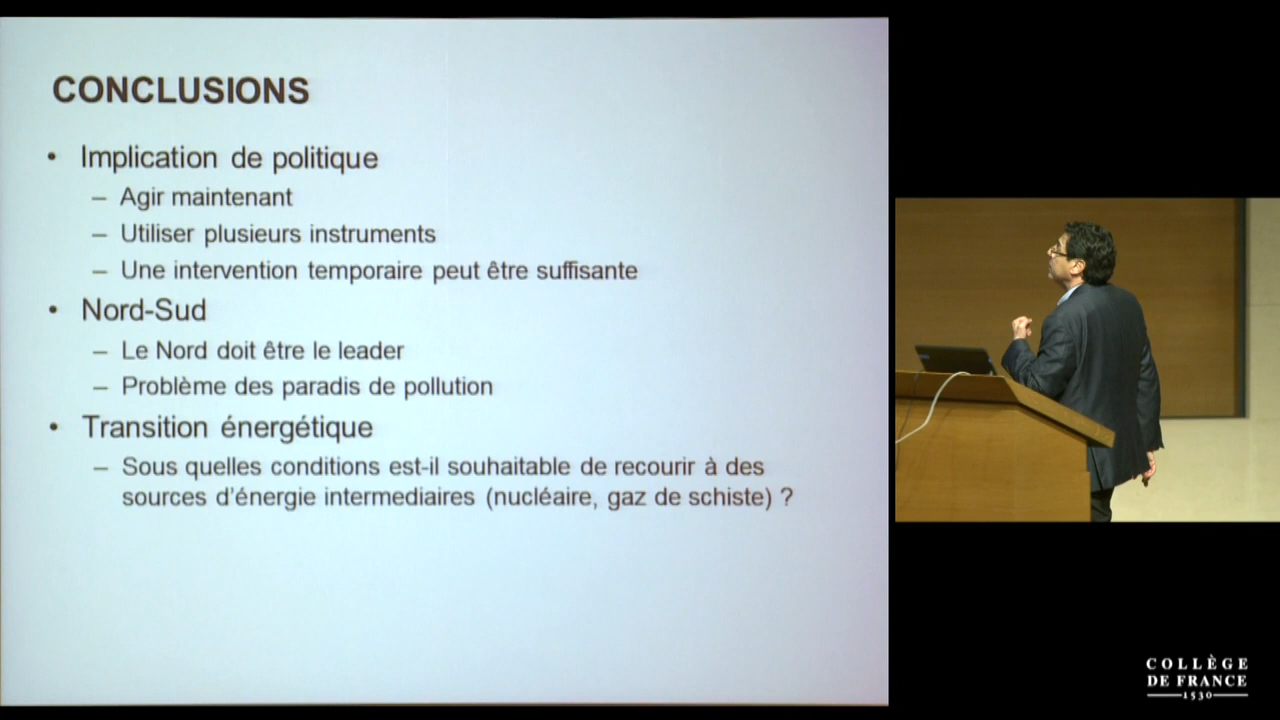 CONCLUSIONS
• Implication de politique
– Agir maintenant
– Utiliser plusieurs instruments
– Une intervention temporaire peut être suffisante
• Nord-Sud
– Le Nord doit être le leader
– Problème des paradis de pollution
• Transition énergétique
– Sous quelles conditions est-il souhaitable de recourir à des
sources d'énergie intermediaires (nucléaire, gaz de schiste) ?
COLLÈGE
DE FRANCE
1530